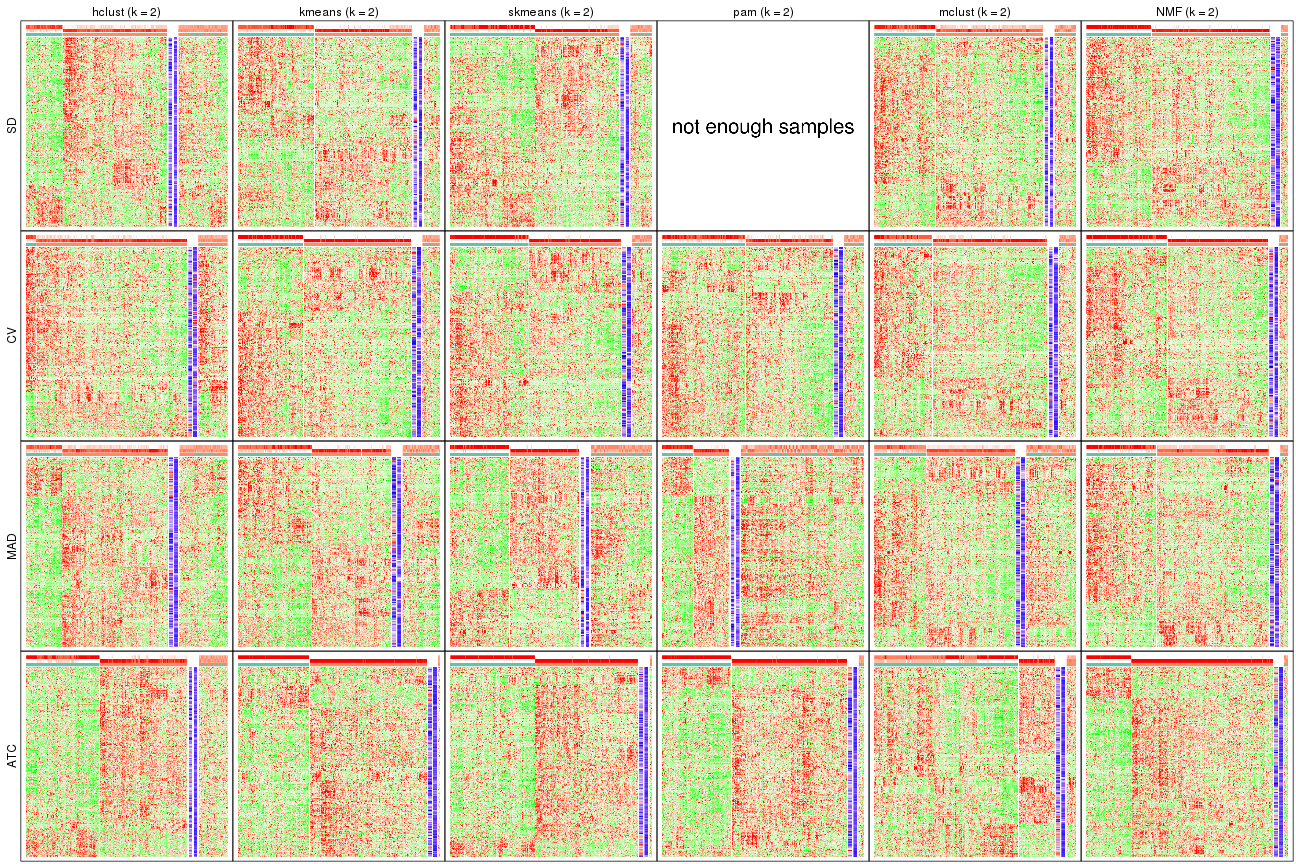 hclust (k = 2) kmeans (k = 2) skmeans (k = 2) pam (k = 2) mclust (k = 2) NMF (k = 2)
SD
not enough samples
CV
MAD
ATC